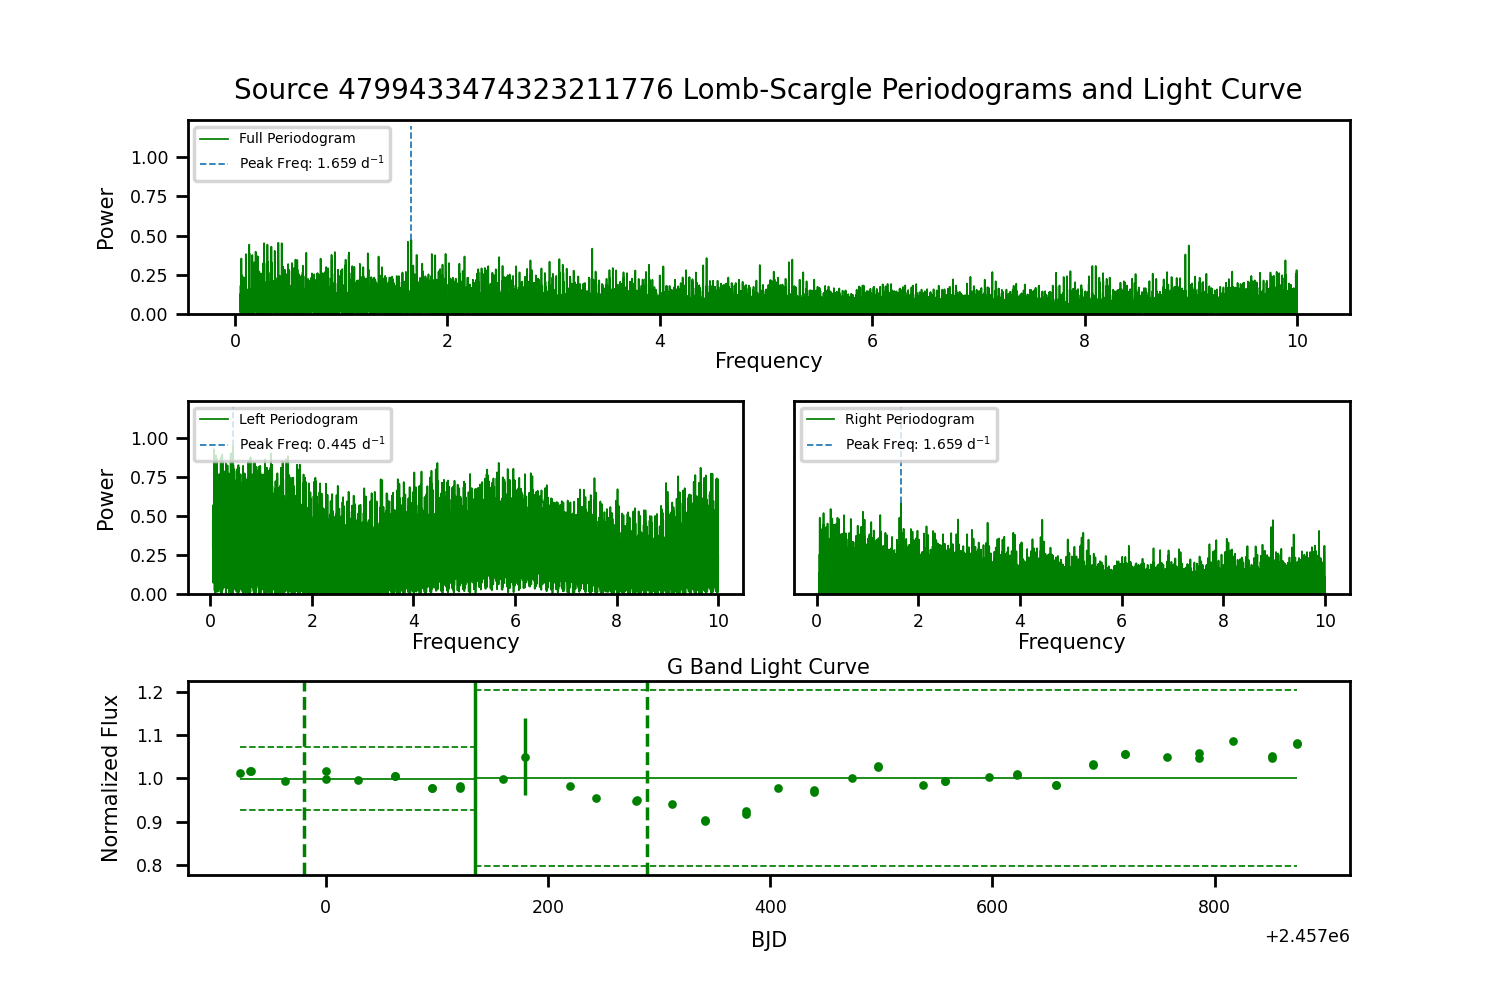 Source 4799433474323211776 Lomb-Scargle Periodograms and Light Curve
Full Periodogram
Peak Freq: 1.659 d⁻¹
Power
1.00
0.75
0.50
0.25
0.00
0 2 4 6 8 10
Frequency
Left Periodogram
Peak Freq: 0.445 d⁻¹
Power
1.00
0.75
0.50
0.25
0.00
0 2 4 6 8 10
Frequency
Right Periodogram
Peak Freq: 1.659 d⁻¹
0 2 4 6 8 10
Frequency
G Band Light Curve
Normalized Flux
1.2
1.1
1.0
0.9
0.8
0 200 400 600 800
BJD
+2.457e6